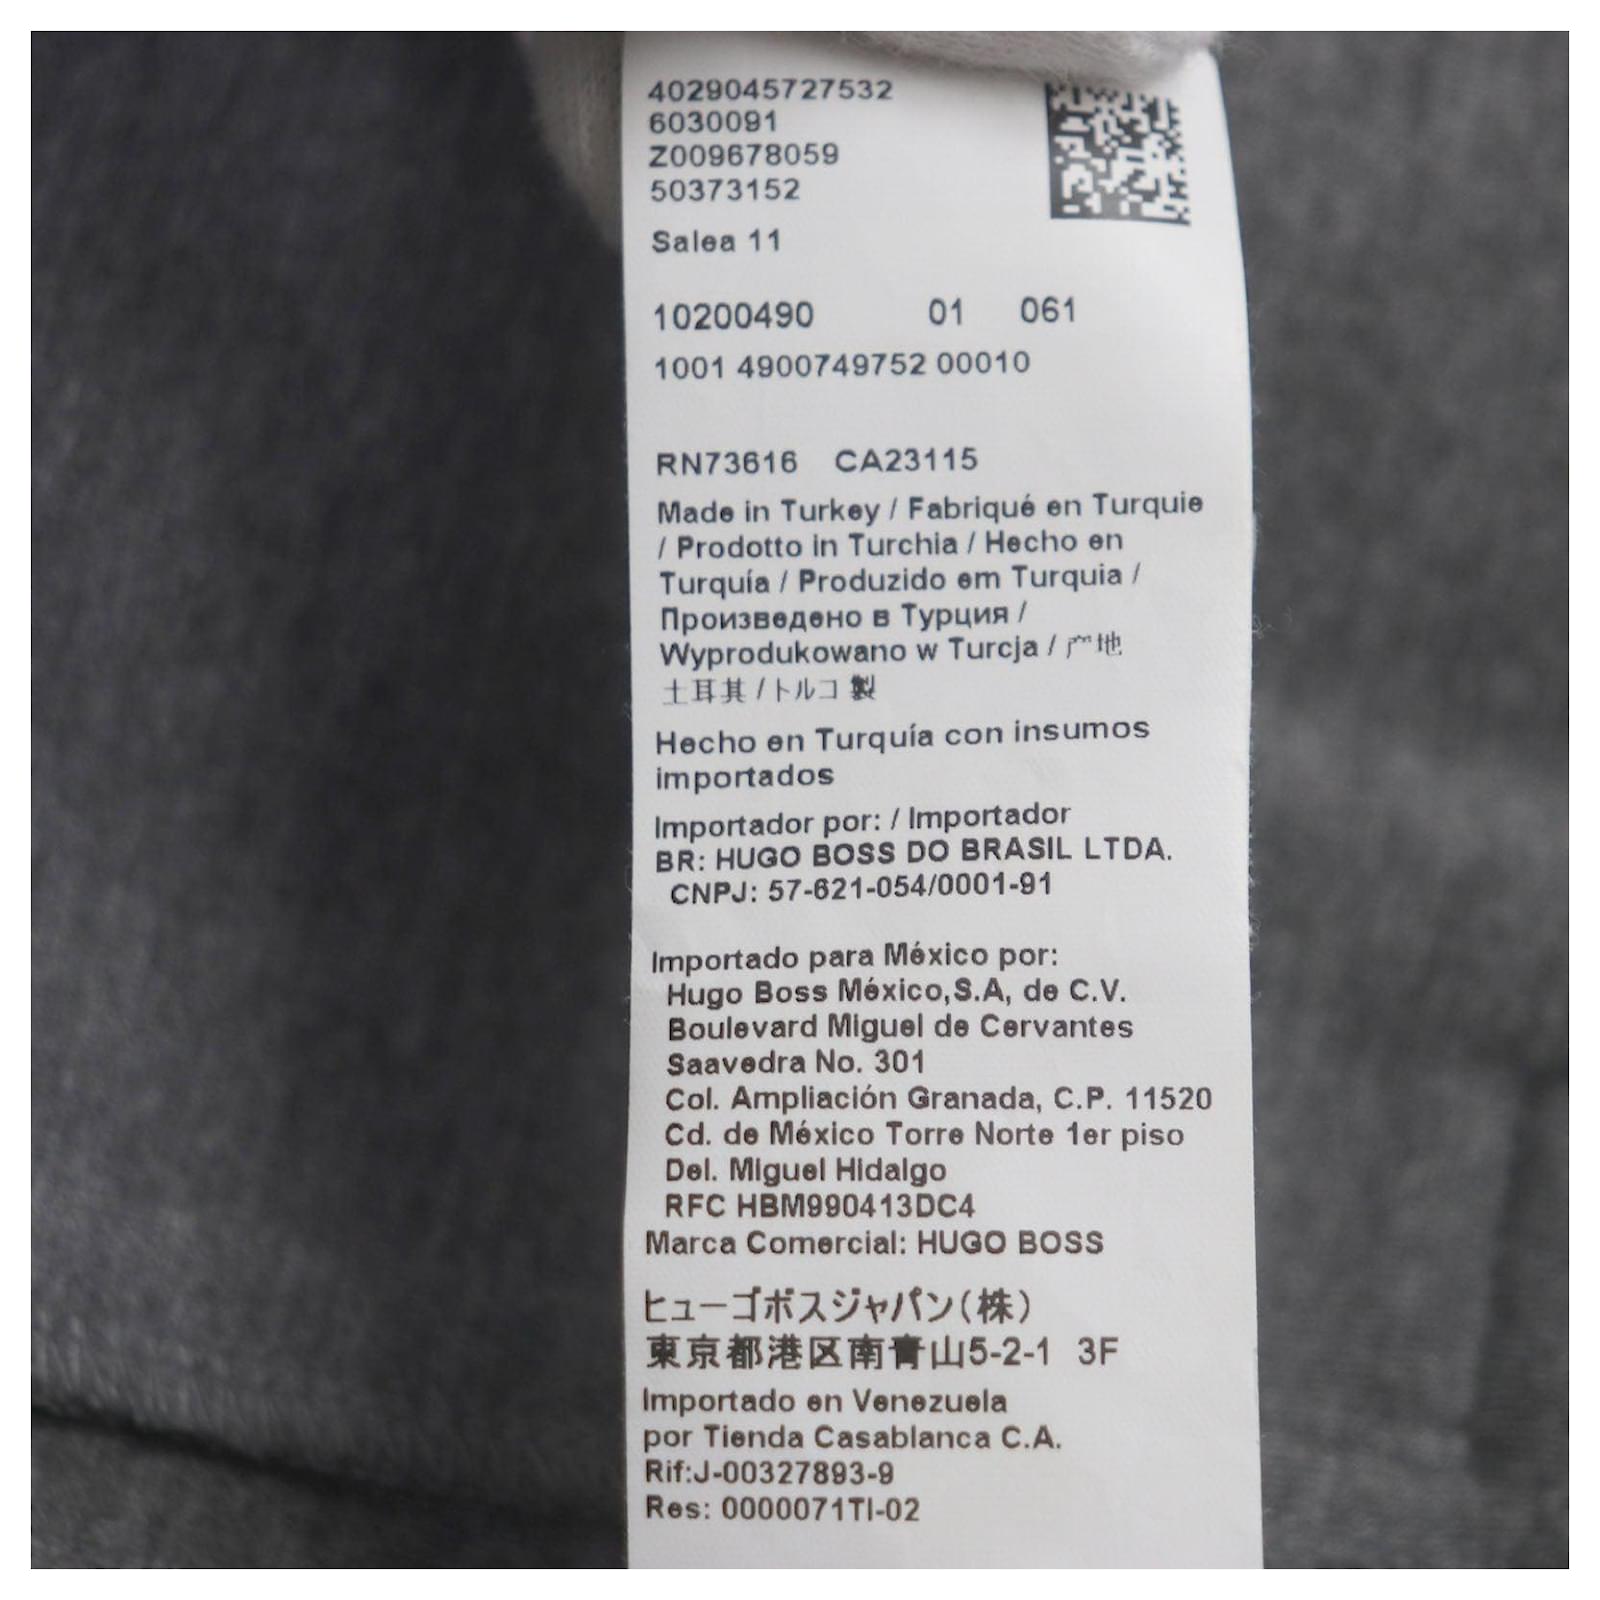 4029045727532
6030091
Z009678059
50373152
Salea 11
10200490 01 061
1001 4900749752 00010
RN73616 CA23115
Made in Turkey / Fabriqué en Turquie
/ Prodotto in Turchia / Hecho en
Turquía / Produzido em Turquia /
Произведено в Турция /
Wyprodukowano w Turcja / 产地
土耳其 / トルコ 製
Hecho en Turquía con insumos
importados
Importador por: / Importador
BR: HUGO BOSS DO BRASIL LTDA.
CNPJ: 57-621-054/0001-91
Importado para México por:
Hugo Boss México,S.A, de C.V.
Boulevard Miguel de Cervantes
Saavedra No. 301
Col. Ampliación Granada, C.P. 11520
Cd. de México Torre Norte 1er piso
Del. Miguel Hidalgo
RFC HBM990413DC4
Marca Comercial: HUGO BOSS
ヒューゴボスジャパン(株)
東京都港区南青山5-2-1 3F
Importado en Venezuela
por Tienda Casablanca C.A.
Rif:J-00327893-9
Res: 0000071TI-02